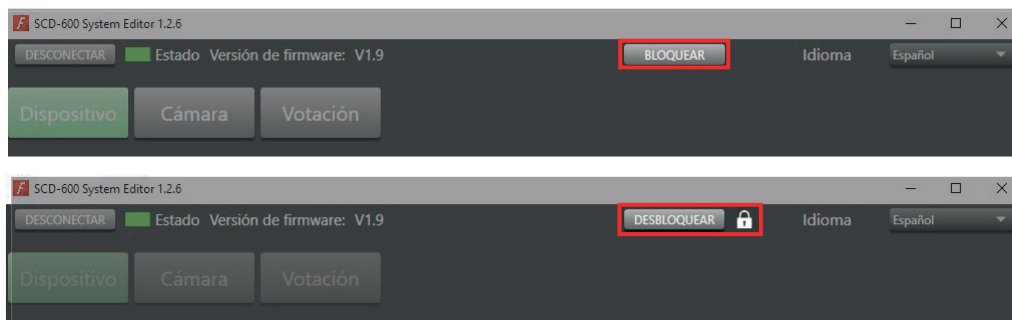 SCD-600 System Editor 1.2.6
DESCONECTAR Estado Versión de firmware: V1.9 BLOQUEAR Idioma Español
Dispositivo Cámara Votación
SCD-600 System Editor 1.2.6
DESCONECTAR Estado Versión de firmware: V1.9 DESBLOQUEAR Idioma Español
Dispositivo Cámara Votación